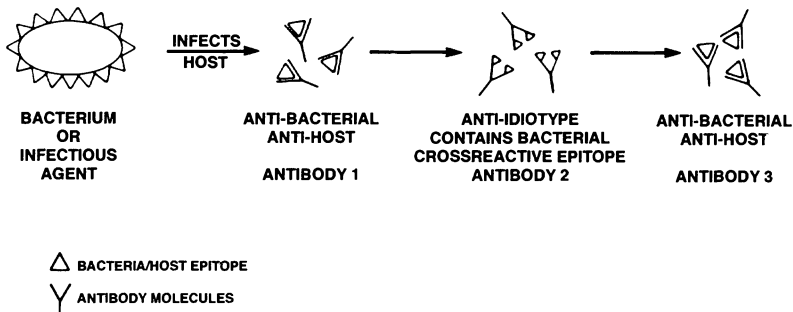 INFECTS
HOST
BACTERIUM
OR
INFECTIOUS
AGENT
ANTI-BACTERIAL
ANTI-HOST
ANTIBODY 1
ANTI-IDIOTYPE
CONTAINS BACTERIAL
CROSSREACTIVE EPITOPE
ANTIBODY 2
ANTI-BACTERIAL
ANTI-HOST
ANTIBODY 3
BACTERIA/HOST EPITOPE
ANTIBODY MOLECULES